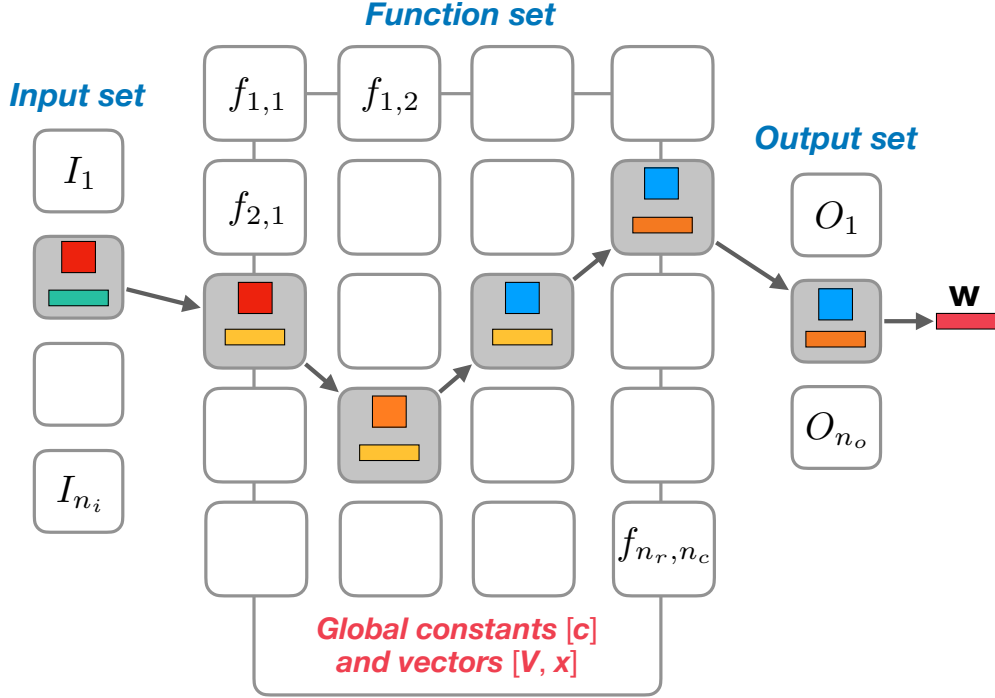 Function set
Input set
f_{1,1}
f_{1,2}
I_1
Output set
f_{2,1}
O_1
w
O_{n_o}
I_{n_i}
f_{n_r,n_c}
Global constants [c]
and vectors [V, x]